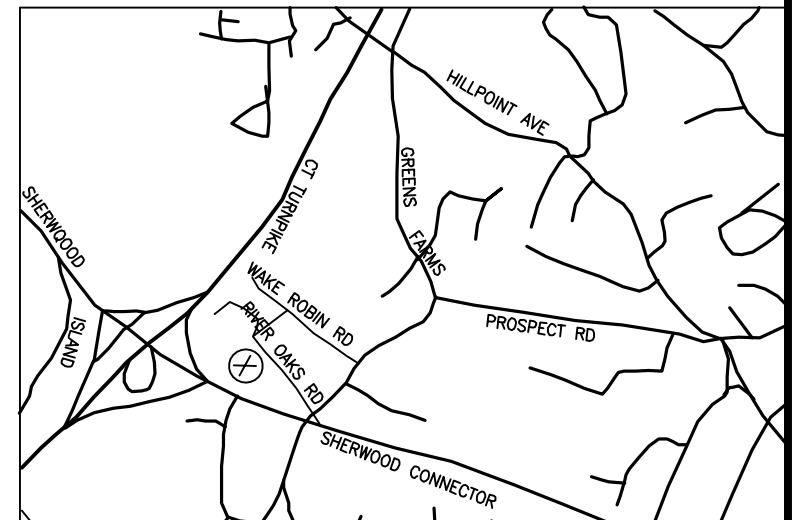 HILLPOINT AVE
GREENS FARMS
CT TURNPIKE
SHERWOOD ISLAND
WAKE ROBIN RD
RIVER OAKS RD
PROSPECT RD
SHERWOOD CONNECTOR